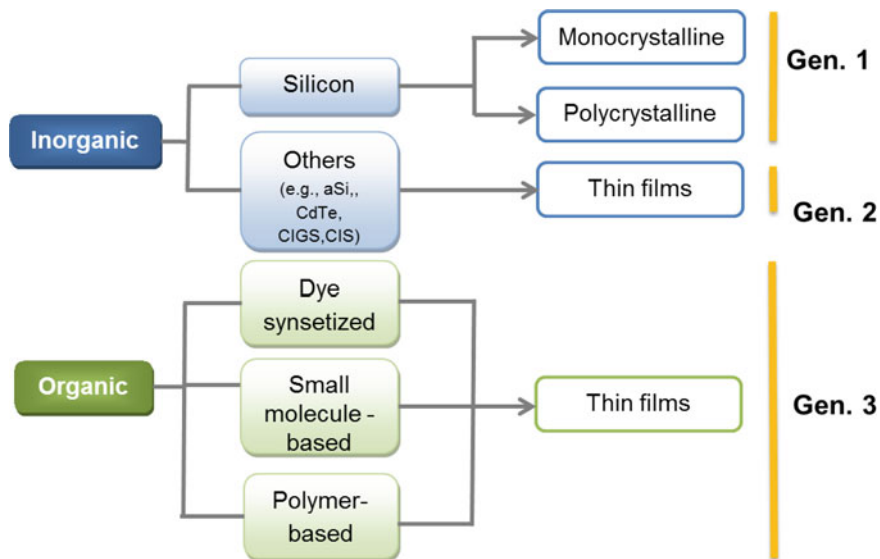 Inorganic
Silicon
Monocrystalline
Polycrystalline
Gen. 1
Others
(e.g., aSi,,
CdTe,
CIGS,CIS)
Thin films
Gen. 2
Organic
Dye
synsetized
Small
molecule -
based
Polymer-
based
Thin films
Gen. 3